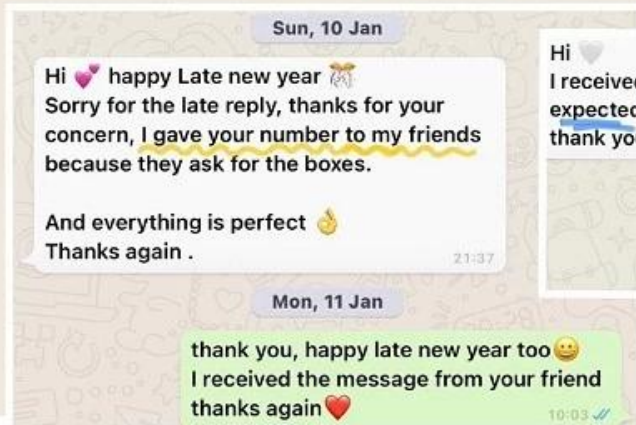 Sun, 10 Jan
Hi 💕 happy Late new year 🎊
Sorry for the late reply, thanks for your
concern, I gave your number to my friends
because they ask for the boxes.
And everything is perfect 👌
Thanks again .
21:37
Mon, 11 Jan
thank you, happy late new year too😀
I received the message from your friend
thanks again❤️
10:03
Hi 🤍
I received
expected
thank